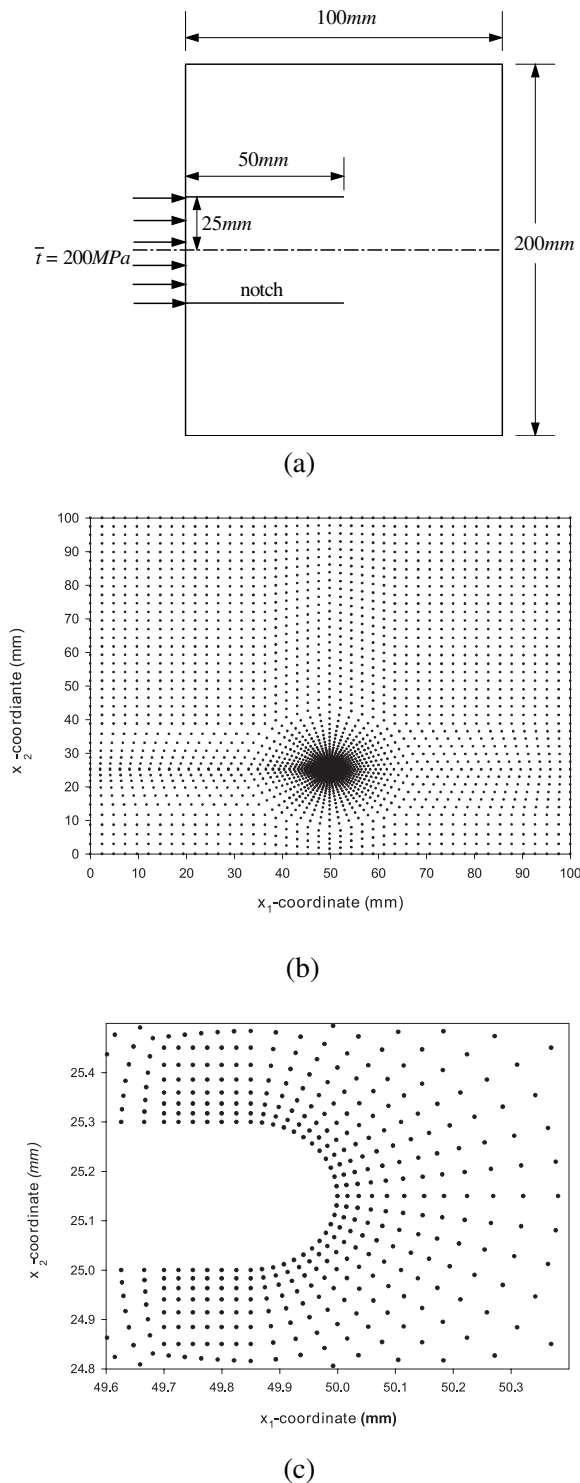 100mm
50mm
25mm
t̄ = 200MPa
200mm
notch
(a)
100
90
80
70
60
50
40
30
20
10
0
x₂-coordiante (mm)
0 10 20 30 40 50 60 70 80 90 100
x₁-coordinate (mm)
(b)
25.4
25.3
25.2
25.1
25.0
24.9
24.8
x₂-coordinate (mm)
49.6 49.7 49.8 49.9 50.0 50.1 50.2 50.3
x₁-coordinate (mm)
(c)